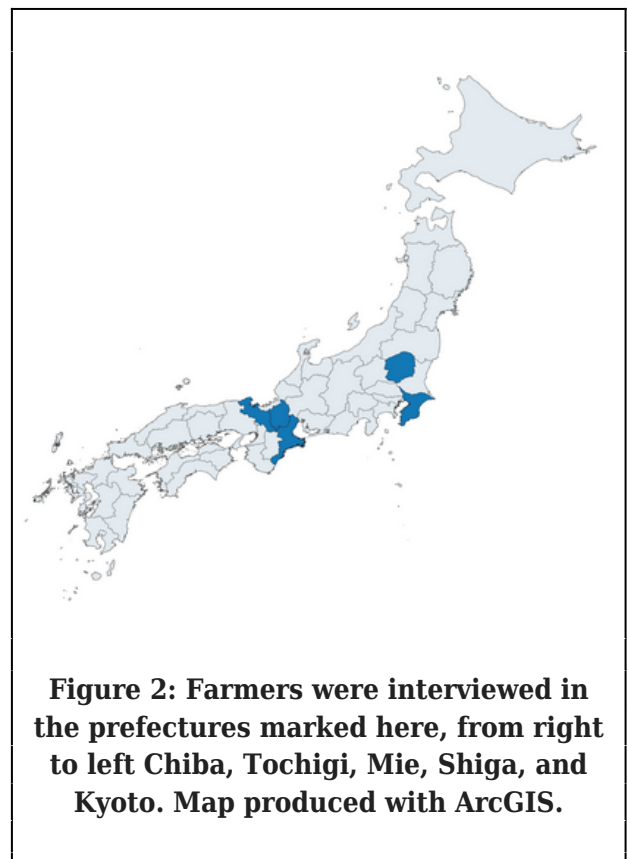 Figure 2: Farmers were interviewed in
the prefectures marked here, from right
to left Chiba, Tochigi, Mie, Shiga, and
Kyoto. Map produced with ArcGIS.